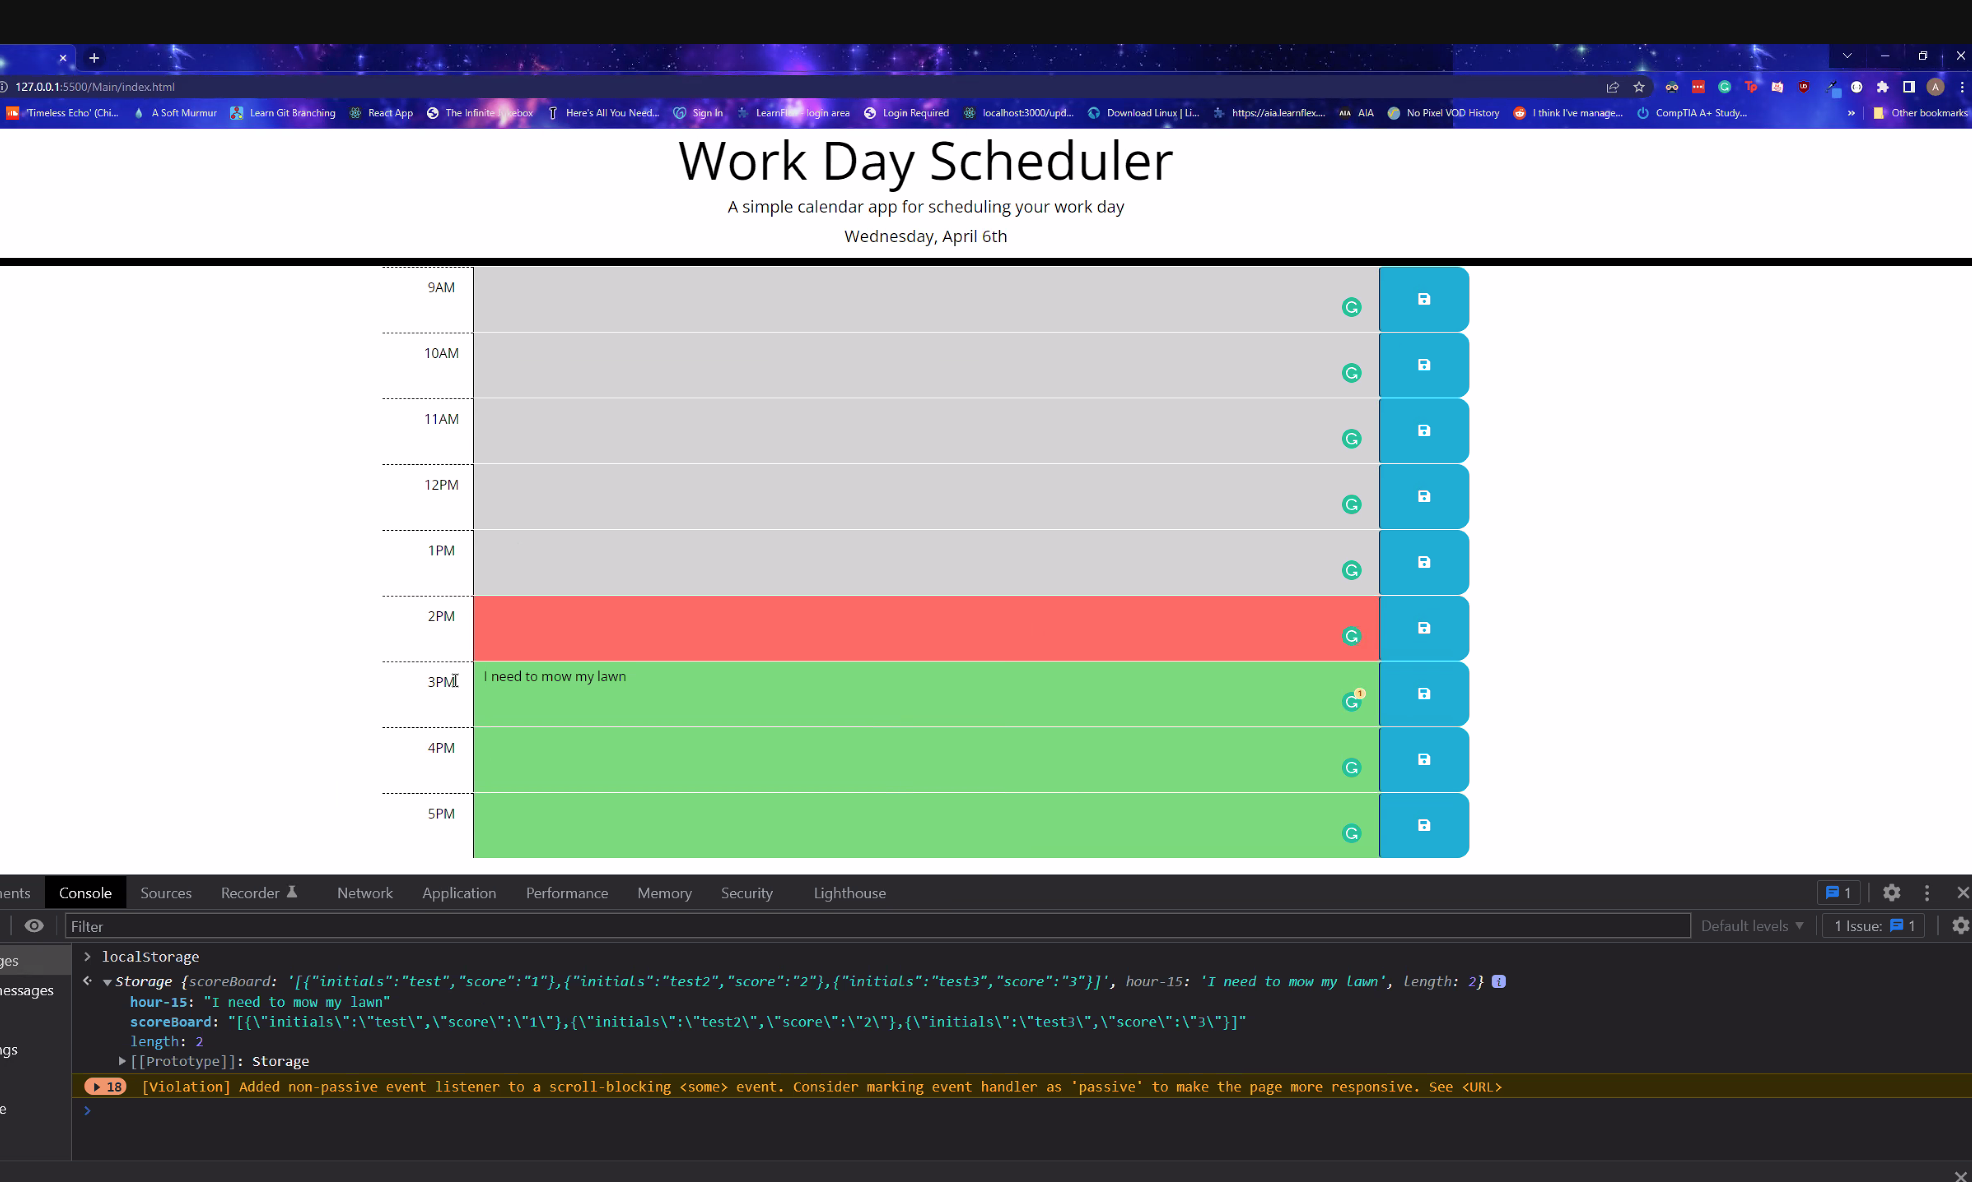 127.0.0.1:5500/Main/index.html
'Timeless Echo' (Chi... A Soft Murmur Learn Git Branching React App The Infinite Jukebox Here's All You Need... Sign In LearnFlex - login area Login Required localhost:3000/upd... Download Linux | Li... https://aia.learnflex.... AIA AIA No Pixel VOD History I think I've manage... CompTIA A+ Study... » Other bookmarks
Work Day Scheduler
A simple calendar app for scheduling your work day
Wednesday, April 6th
9AM
10AM
11AM
12PM
1PM
2PM
3PM I need to mow my lawn 1
4PM
5PM
nents Console Sources Recorder Network Application Performance Memory Security Lighthouse 1
Filter Default levels ▼ 1 Issue: 1
ges
> localStorage
Storage {scoreBoard: '[{"initials":"test","score":"1"},{"initials":"test2","score":"2"},{"initials":"test3","score":"3"}]', hour-15: 'I need to mow my lawn', length: 2} i
essages
hour-15: "I need to mow my lawn"
scoreBoard: "[{\"initials\":\"test\",\"score\":\"1\"},{\"initials\":\"test2\",\"score\":\"2\"},{\"initials\":\"test3\",\"score\":\"3\"}]"
length: 2
ngs
[[Prototype]]: Storage
18 [Violation] Added non-passive event listener to a scroll-blocking <some> event. Consider marking event handler as 'passive' to make the page more responsive. See <URL>
e
>